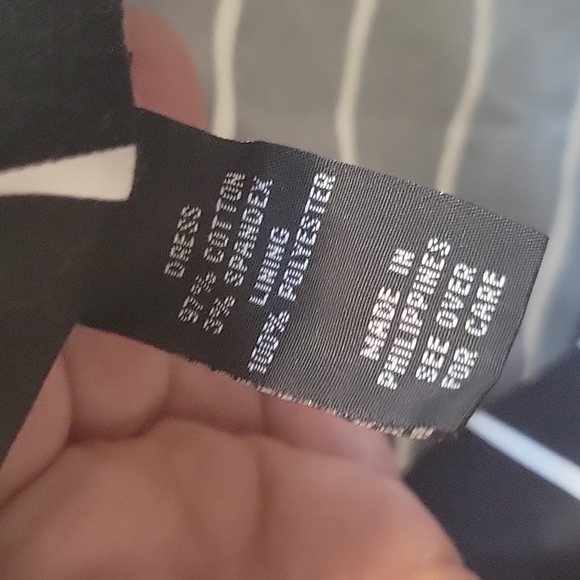 DRESS
97% COTTON
3% SPANDEX
LINING
100% POLYESTER
MADE IN
PHILIPPINES
SEE OVER
FOR CARE